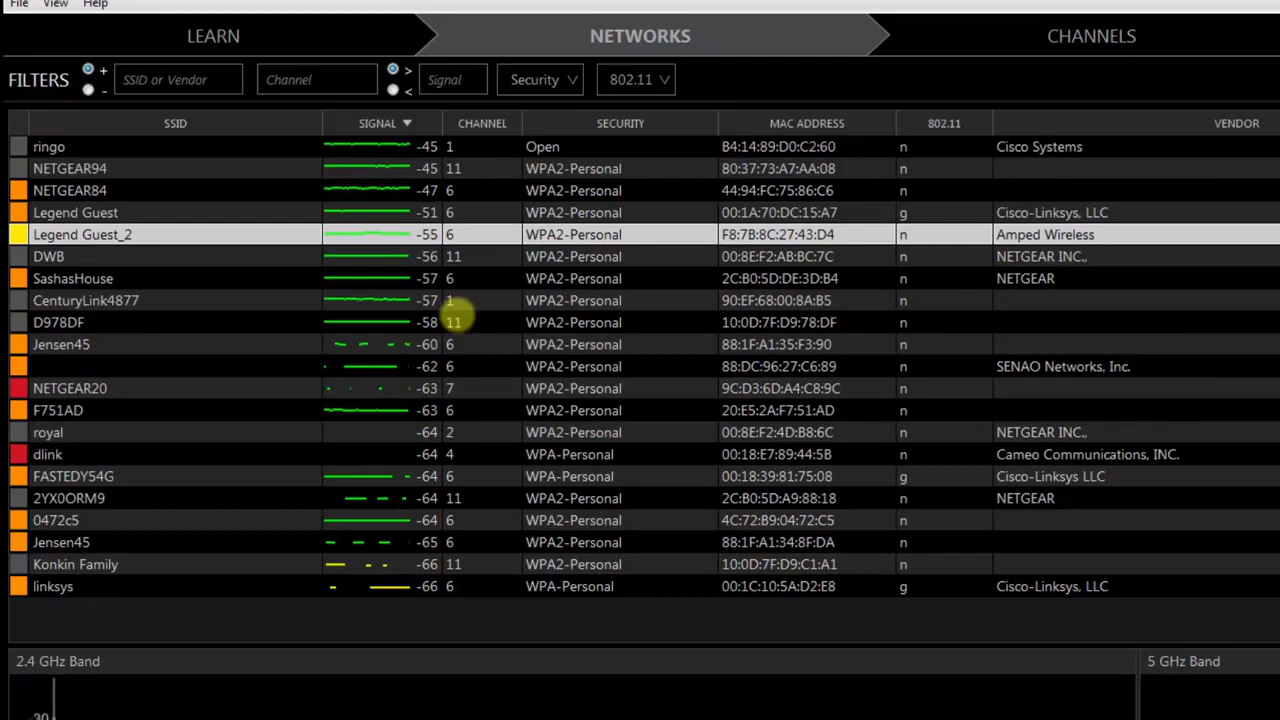 File View Help
LEARN NETWORKS CHANNELS
FILTERS + - SSID or Vendor Channel > < Signal Security 802.11
SSID SIGNAL CHANNEL SECURITY MAC ADDRESS 802.11 VENDOR
ringo -45 1 Open B4:14:89:D0:C2:60 n Cisco Systems
NETGEAR94 -45 11 WPA2-Personal 80:37:73:A7:AA:08 n
NETGEAR84 -47 6 WPA2-Personal 44:94:FC:75:86:C6 n
Legend Guest -51 6 WPA2-Personal 00:1A:70:DC:15:A7 g Cisco-Linksys, LLC
Legend Guest_2 -55 6 WPA2-Personal F8:7B:8C:27:43:D4 n Amped Wireless
DWB -56 11 WPA2-Personal 00:8E:F2:AB:BC:7C n NETGEAR INC.,
SashasHouse -57 6 WPA2-Personal 2C:B0:5D:DE:3D:B4 n NETGEAR
CenturyLink4877 -57 1 WPA2-Personal 90:EF:68:00:8A:B5 n
D978DF -58 11 WPA2-Personal 10:0D:7F:D9:78:DF n
Jensen45 -60 6 WPA2-Personal 88:1F:A1:35:F3:90 n
-62 6 WPA2-Personal 88:DC:96:27:C6:89 n SENAO Networks, Inc.
NETGEAR20 -63 7 WPA2-Personal 9C:D3:6D:A4:C8:9C n
F751AD -63 6 WPA2-Personal 20:E5:2A:F7:51:AD n
royal -64 2 WPA2-Personal 00:8E:F2:4D:B8:6C n NETGEAR INC.,
dlink -64 4 WPA-Personal 00:18:E7:89:44:5B n Cameo Communications, INC.
FASTEDY54G -64 6 WPA2-Personal 00:18:39:81:75:08 g Cisco-Linksys LLC
2YX0ORM9 -64 11 WPA2-Personal 2C:B0:5D:A9:88:18 n NETGEAR
0472c5 -64 6 WPA2-Personal 4C:72:B9:04:72:C5 n
Jensen45 -65 6 WPA2-Personal 88:1F:A1:34:8F:DA n
Konkin Family -66 11 WPA2-Personal 10:0D:7F:D9:C1:A1 n
linksys -66 6 WPA-Personal 00:1C:10:5A:D2:E8 g Cisco-Linksys, LLC
2.4 GHz Band 5 GHz Band
-30